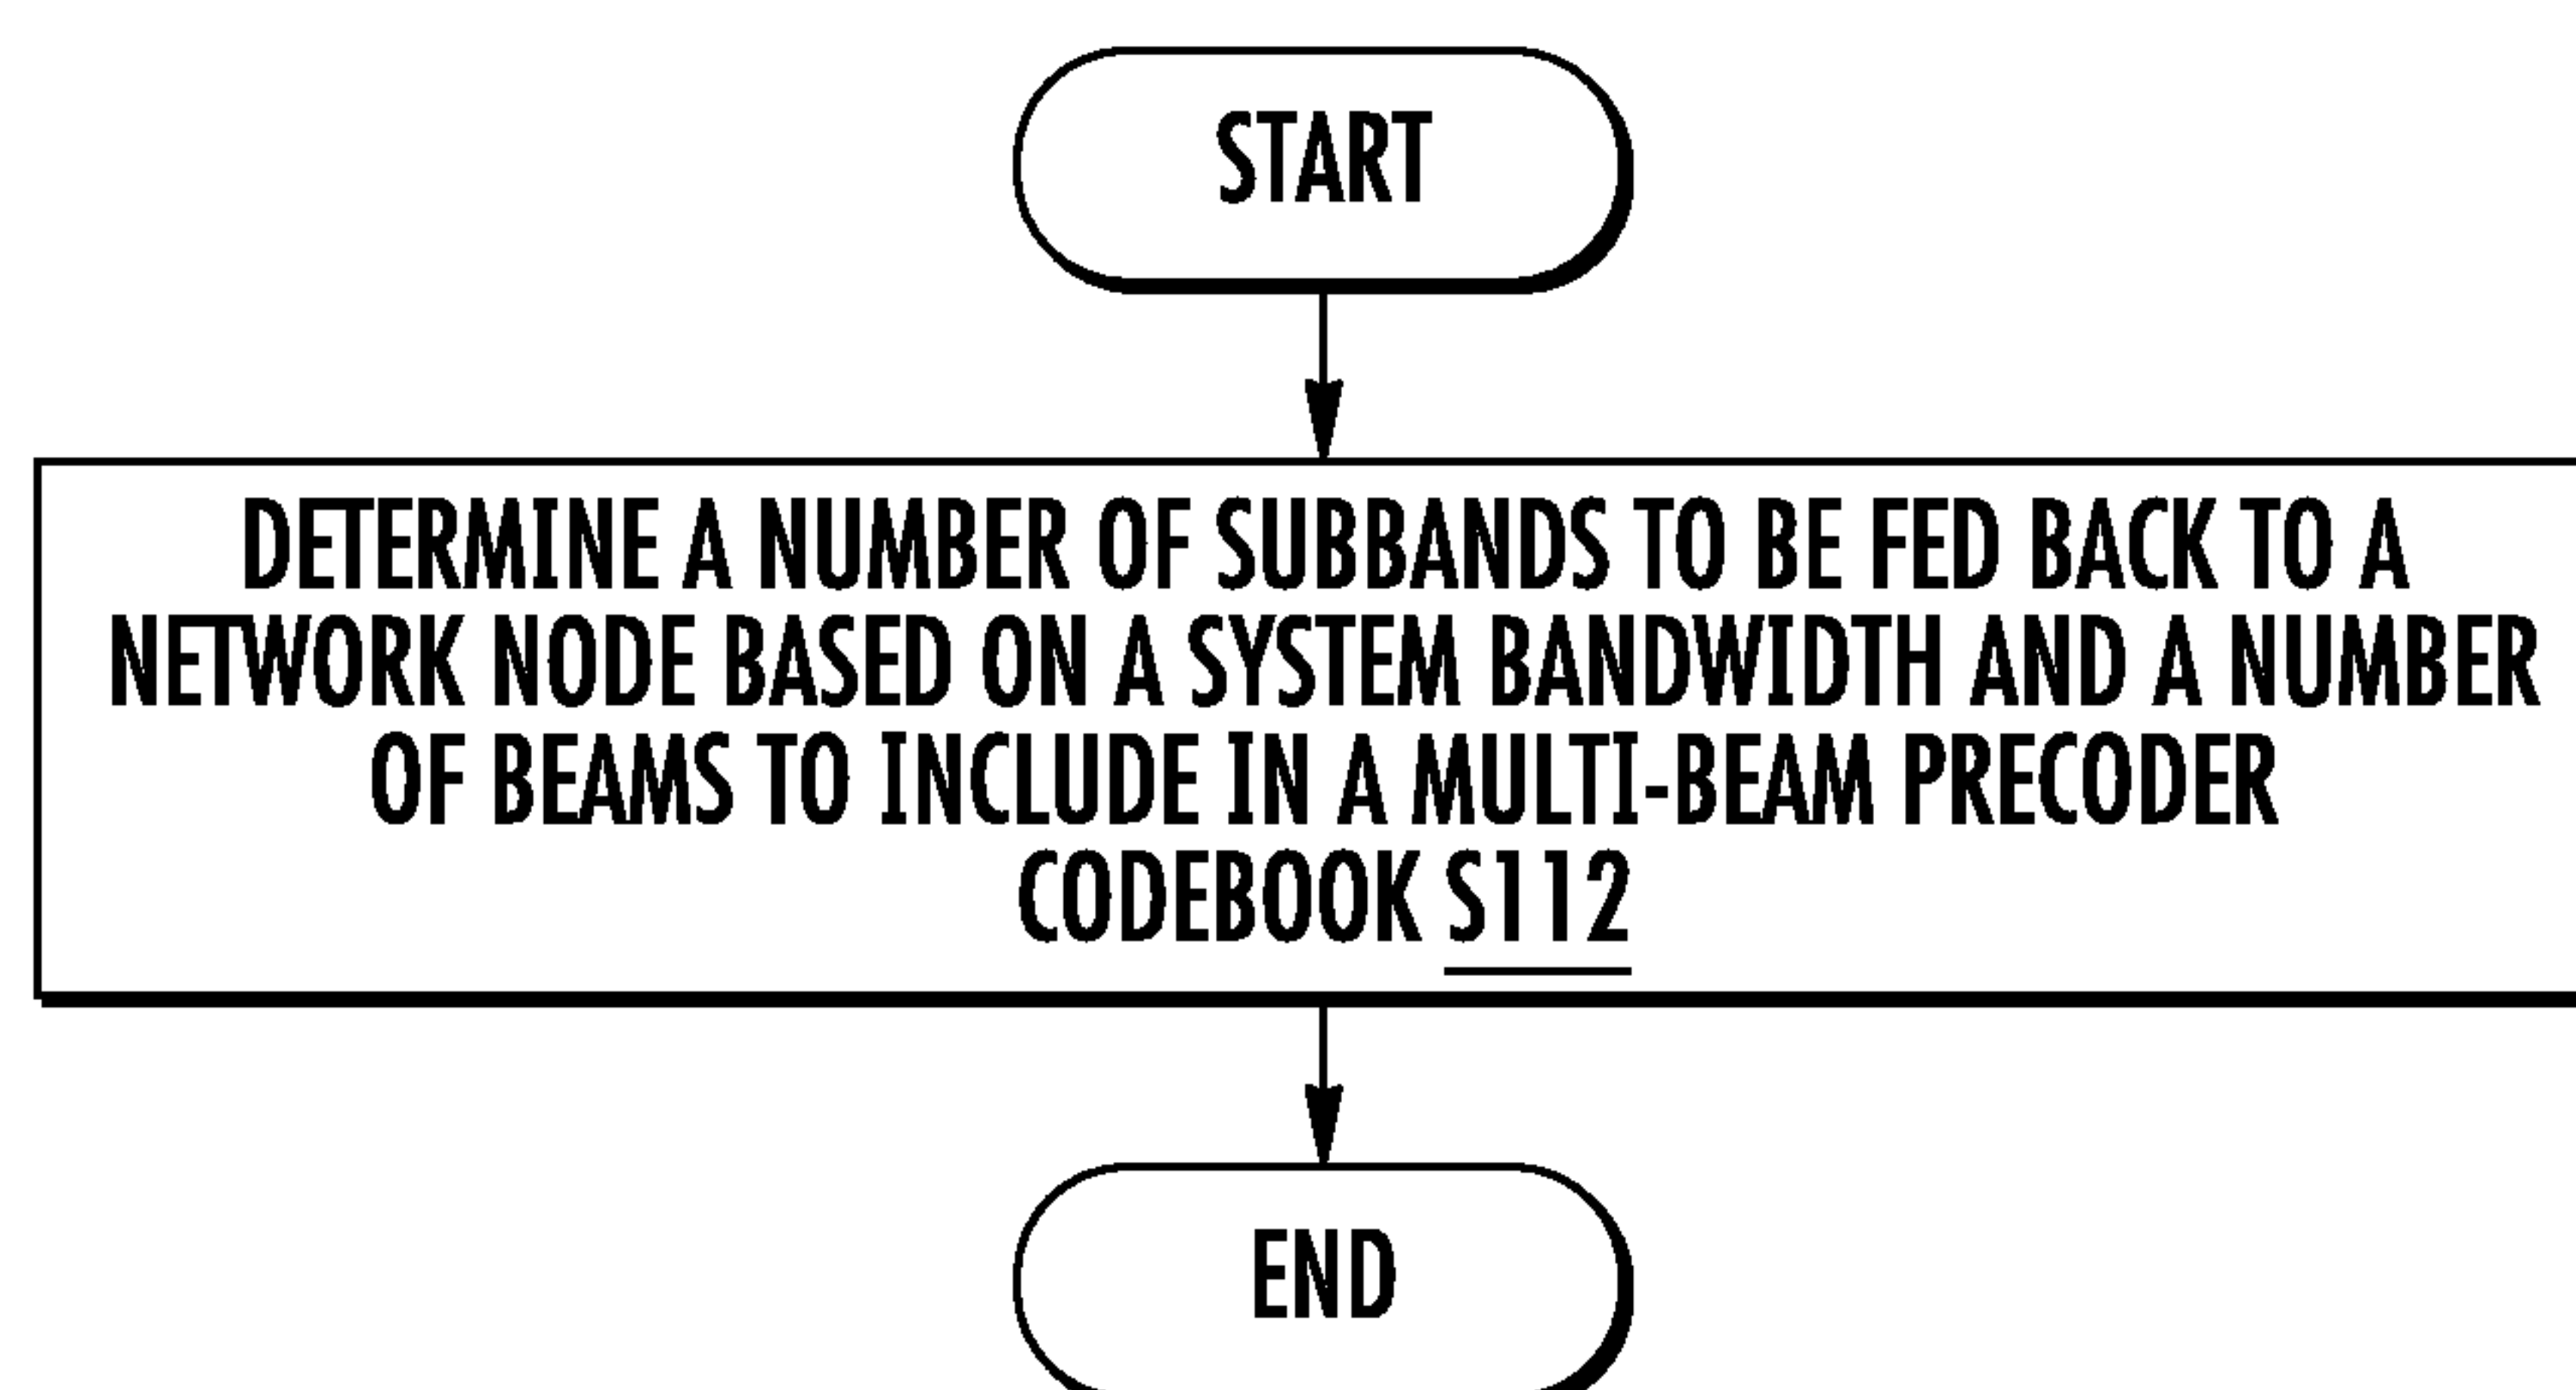 START
DETERMINE A NUMBER OF SUBBANDS TO BE FED BACK TO A
NETWORK NODE BASED ON A SYSTEM BANDWIDTH AND A NUMBER
OF BEAMS TO INCLUDE IN A MULTI-BEAM PRECODER
CODEBOOK S112
END